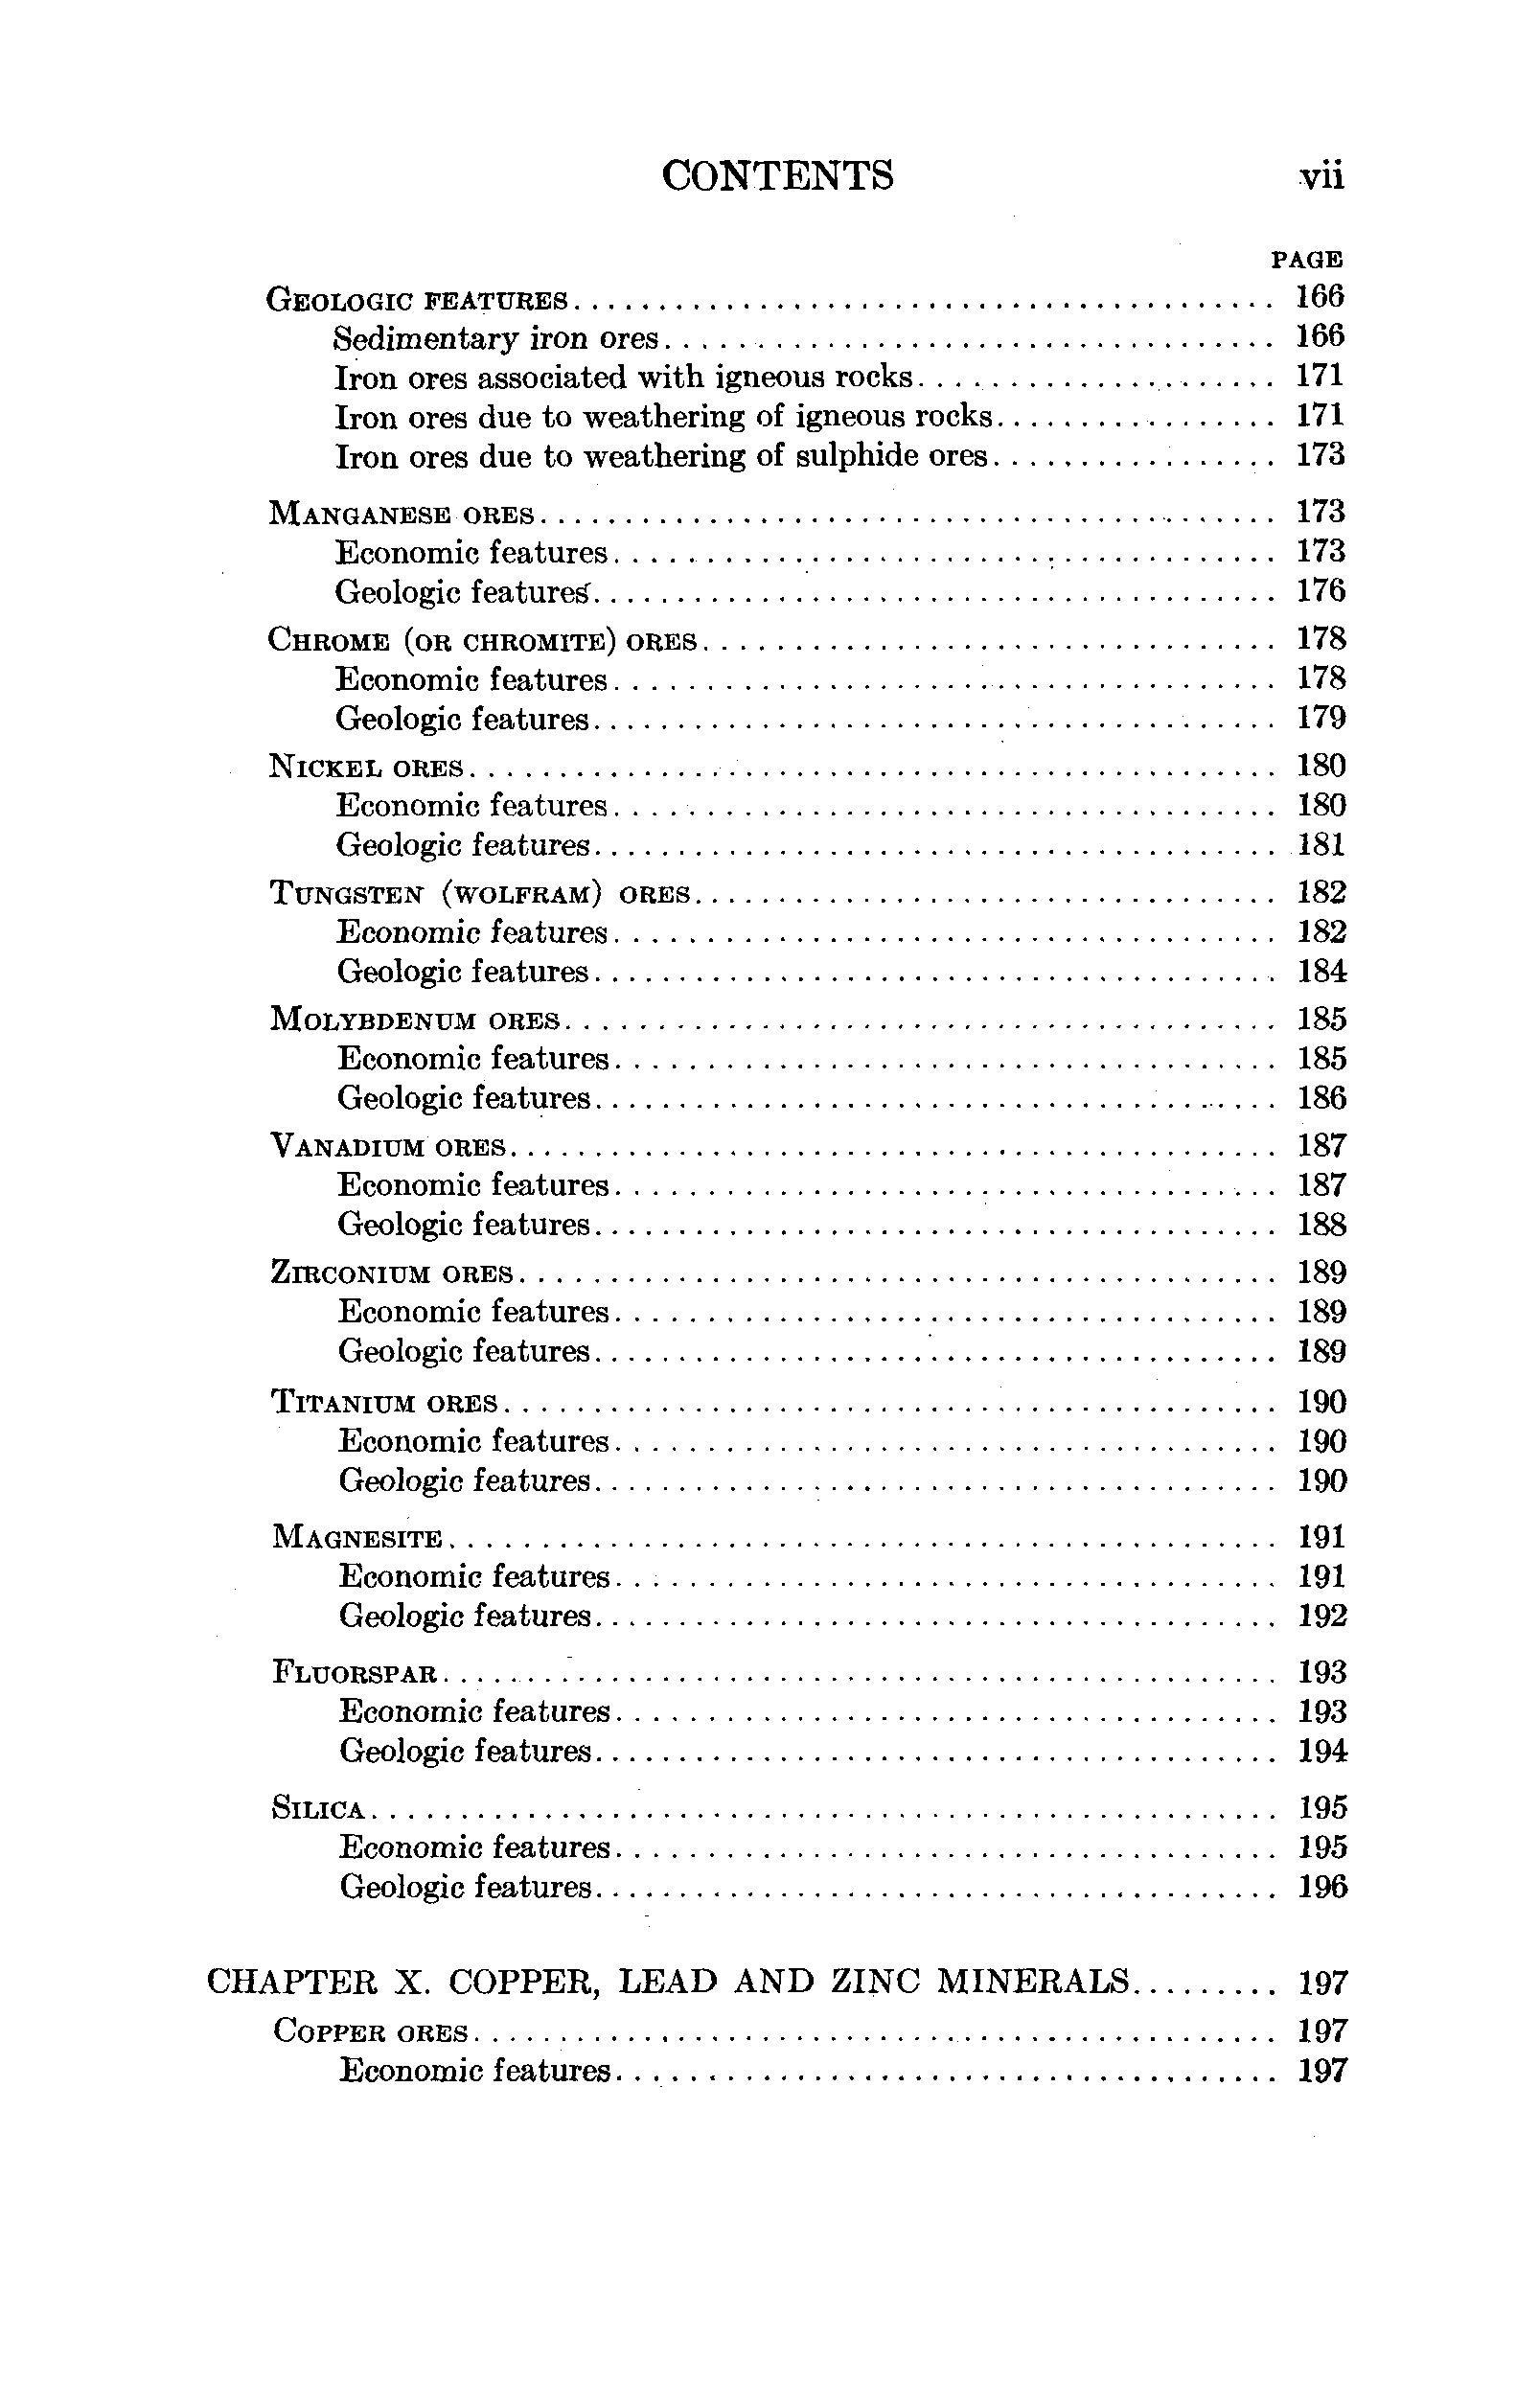 CONTENTS vii
PAGE
GEOLOGIC FEATURES 166
Sedimentary iron ores 166
Iron ores associated with igneous rocks 171
Iron ores due to weathering of igneous rocks 171
Iron ores due to weathering of sulphide ores 173
MANGANESE ORES 173
Economic features 173
Geologic features 176
CHROME (OR CHROMITE) ORES 178
Economic features 178
Geologic features 179
NICKEL ORES 180
Economic features 180
Geologic features 181
TUNGSTEN (WOLFRAM) ORES 182
Economic features 182
Geologic features 184
MOLYBDENUM ORES 185
Economic features 185
Geologic features 186
VANADIUM ORES 187
Economic features 187
Geologic features 188
ZIRCONIUM ORES 189
Economic features 189
Geologic features 189
TITANIUM ORES 190
Economic features 190
Geologic features 190
MAGNESITE 191
Economic features 191
Geologic features 192
FLUORSPAR 193
Economic features 193
Geologic features 194
SILICA 195
Economic features 195
Geologic features 196
CHAPTER X. COPPER, LEAD AND ZINC MINERALS 197
COPPER ORES 197
Economic features 197